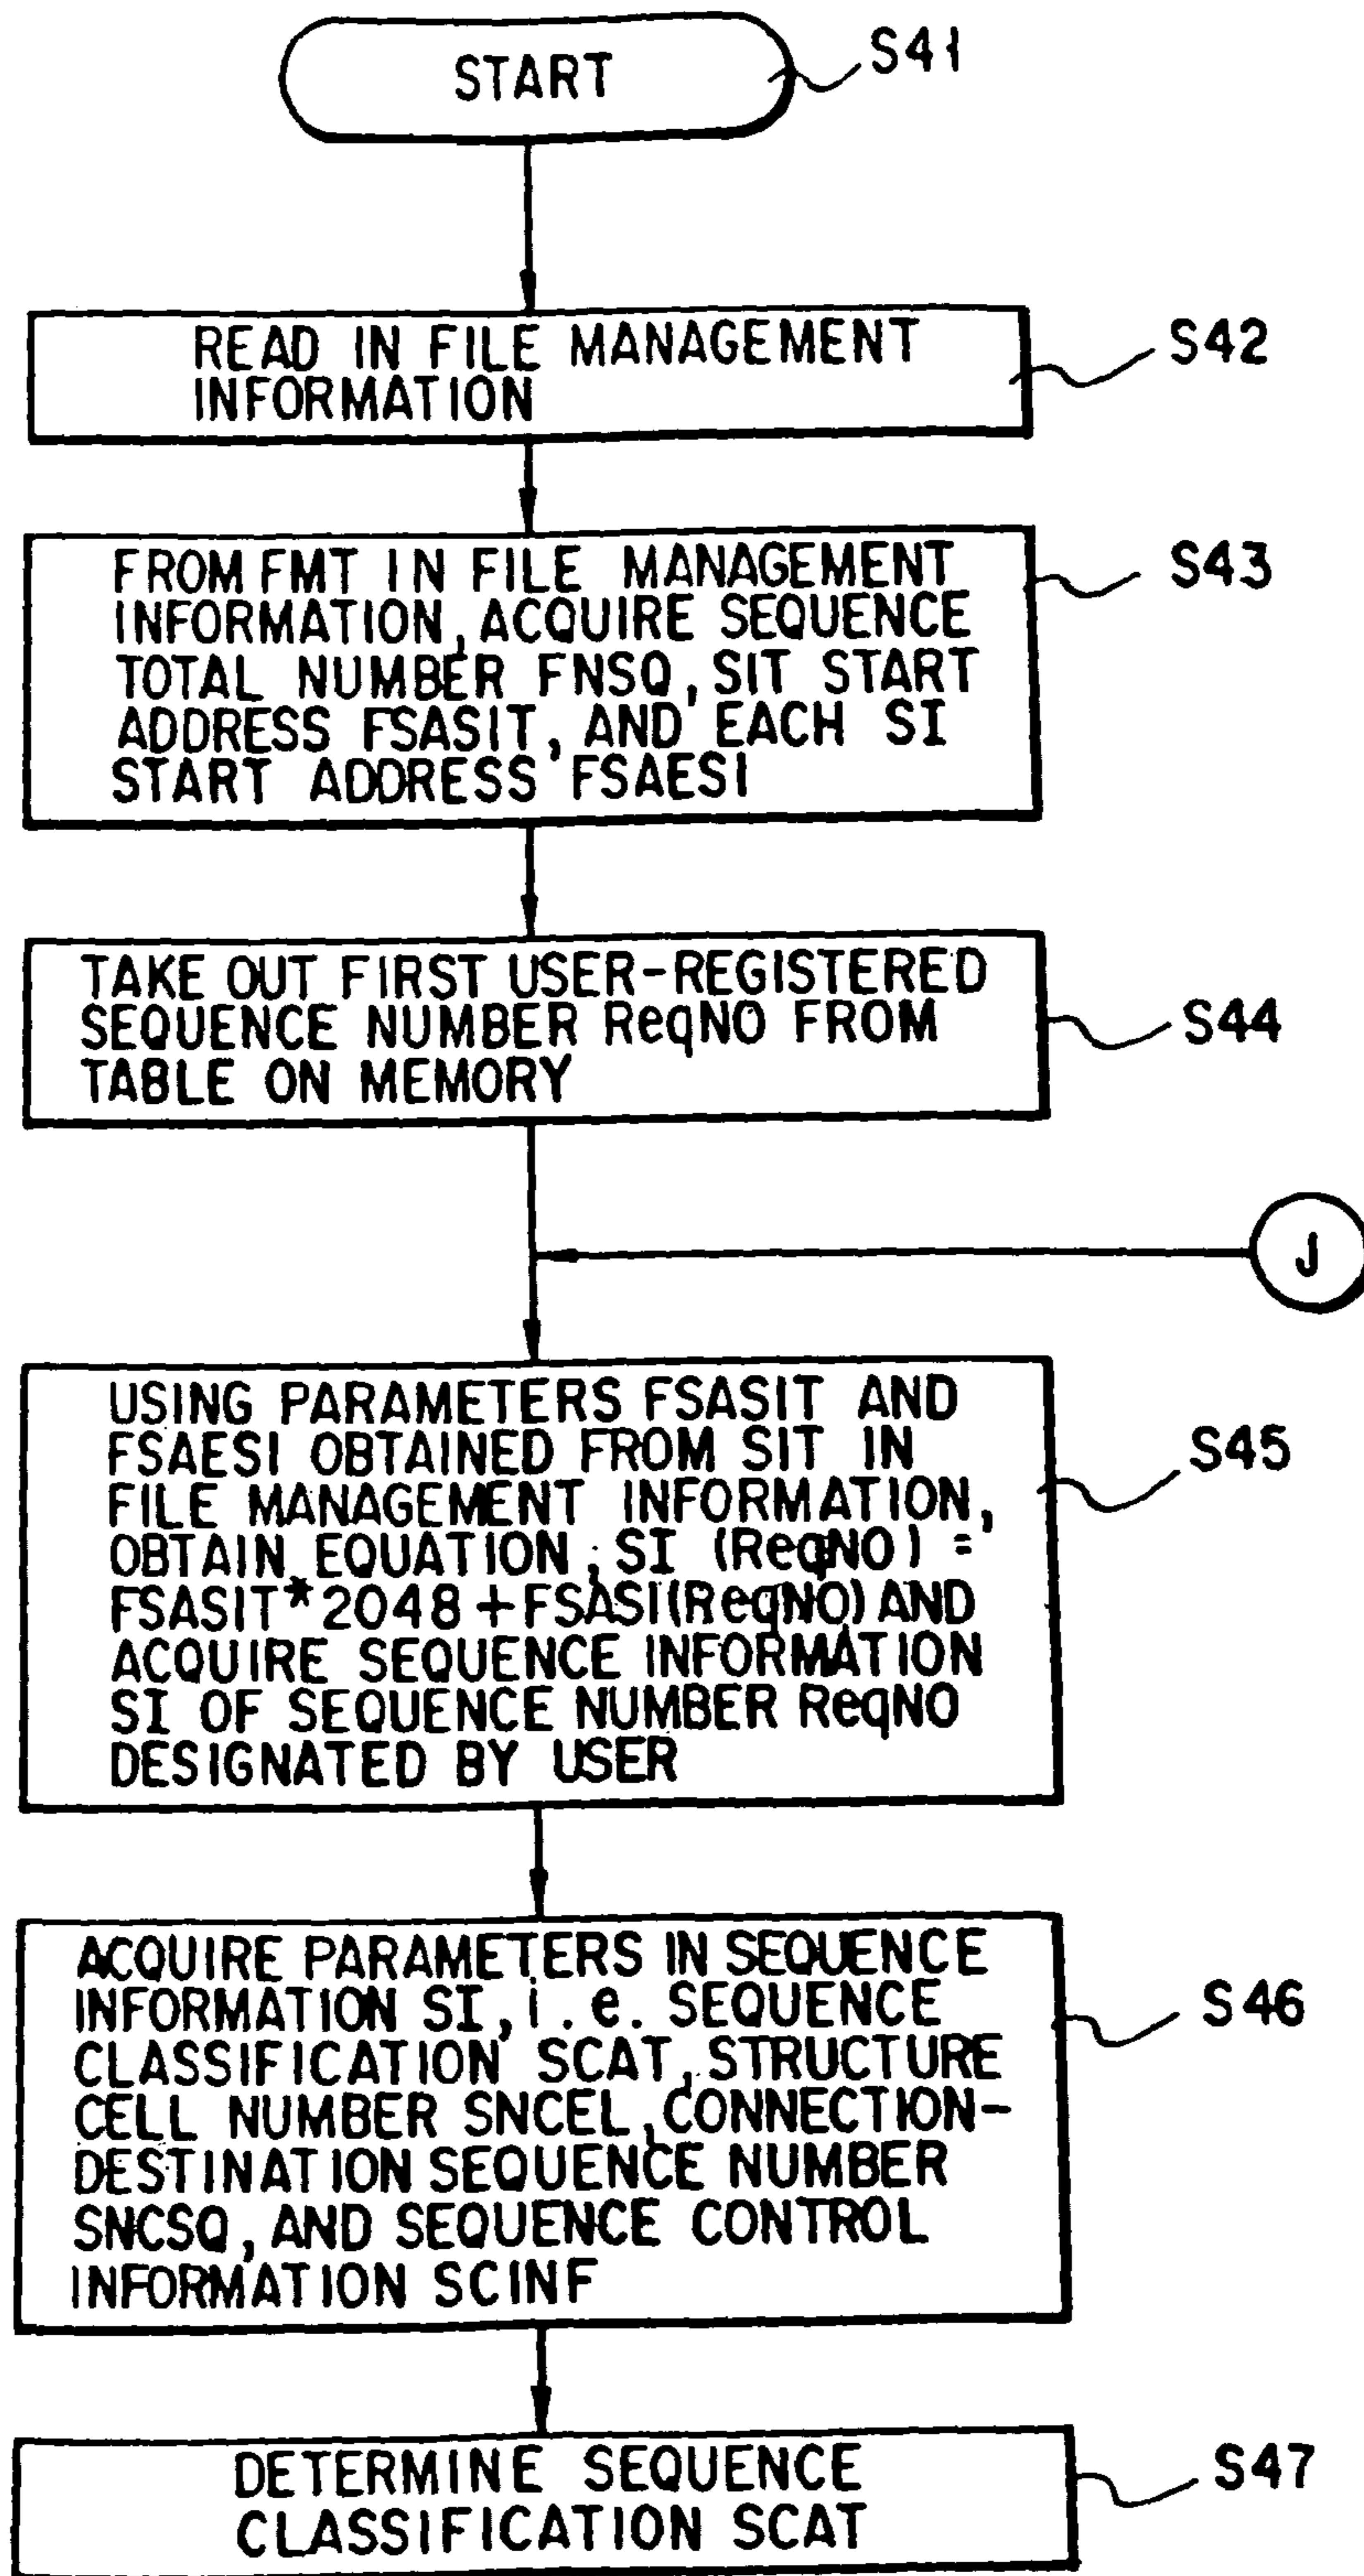 START
S41
READ IN FILE MANAGEMENT
INFORMATION
S42
FROM FMT IN FILE MANAGEMENT
INFORMATION, ACQUIRE SEQUENCE
TOTAL NUMBER FNSQ, SIT START
ADDRESS FSASIT, AND EACH SI
START ADDRESS FSAESI
S43
TAKE OUT FIRST USER-REGISTERED
SEQUENCE NUMBER ReqNO FROM
TABLE ON MEMORY
S44
J
USING PARAMETERS FSASIT AND
FSAESI OBTAINED FROM SIT IN
FILE MANAGEMENT INFORMATION,
OBTAIN EQUATION, SI (ReqNO) =
FSASIT*2048+FSASI(ReqNO) AND
ACQUIRE SEQUENCE INFORMATION
SI OF SEQUENCE NUMBER ReqNO
DESIGNATED BY USER
S45
ACQUIRE PARAMETERS IN SEQUENCE
INFORMATION SI, i.e. SEQUENCE
CLASSIFICATION SCAT, STRUCTURE
CELL NUMBER SNCEL, CONNECTION-
DESTINATION SEQUENCE NUMBER
SNCSQ, AND SEQUENCE CONTROL
INFORMATION SCINF
S46
DETERMINE SEQUENCE
CLASSIFICATION SCAT
S47